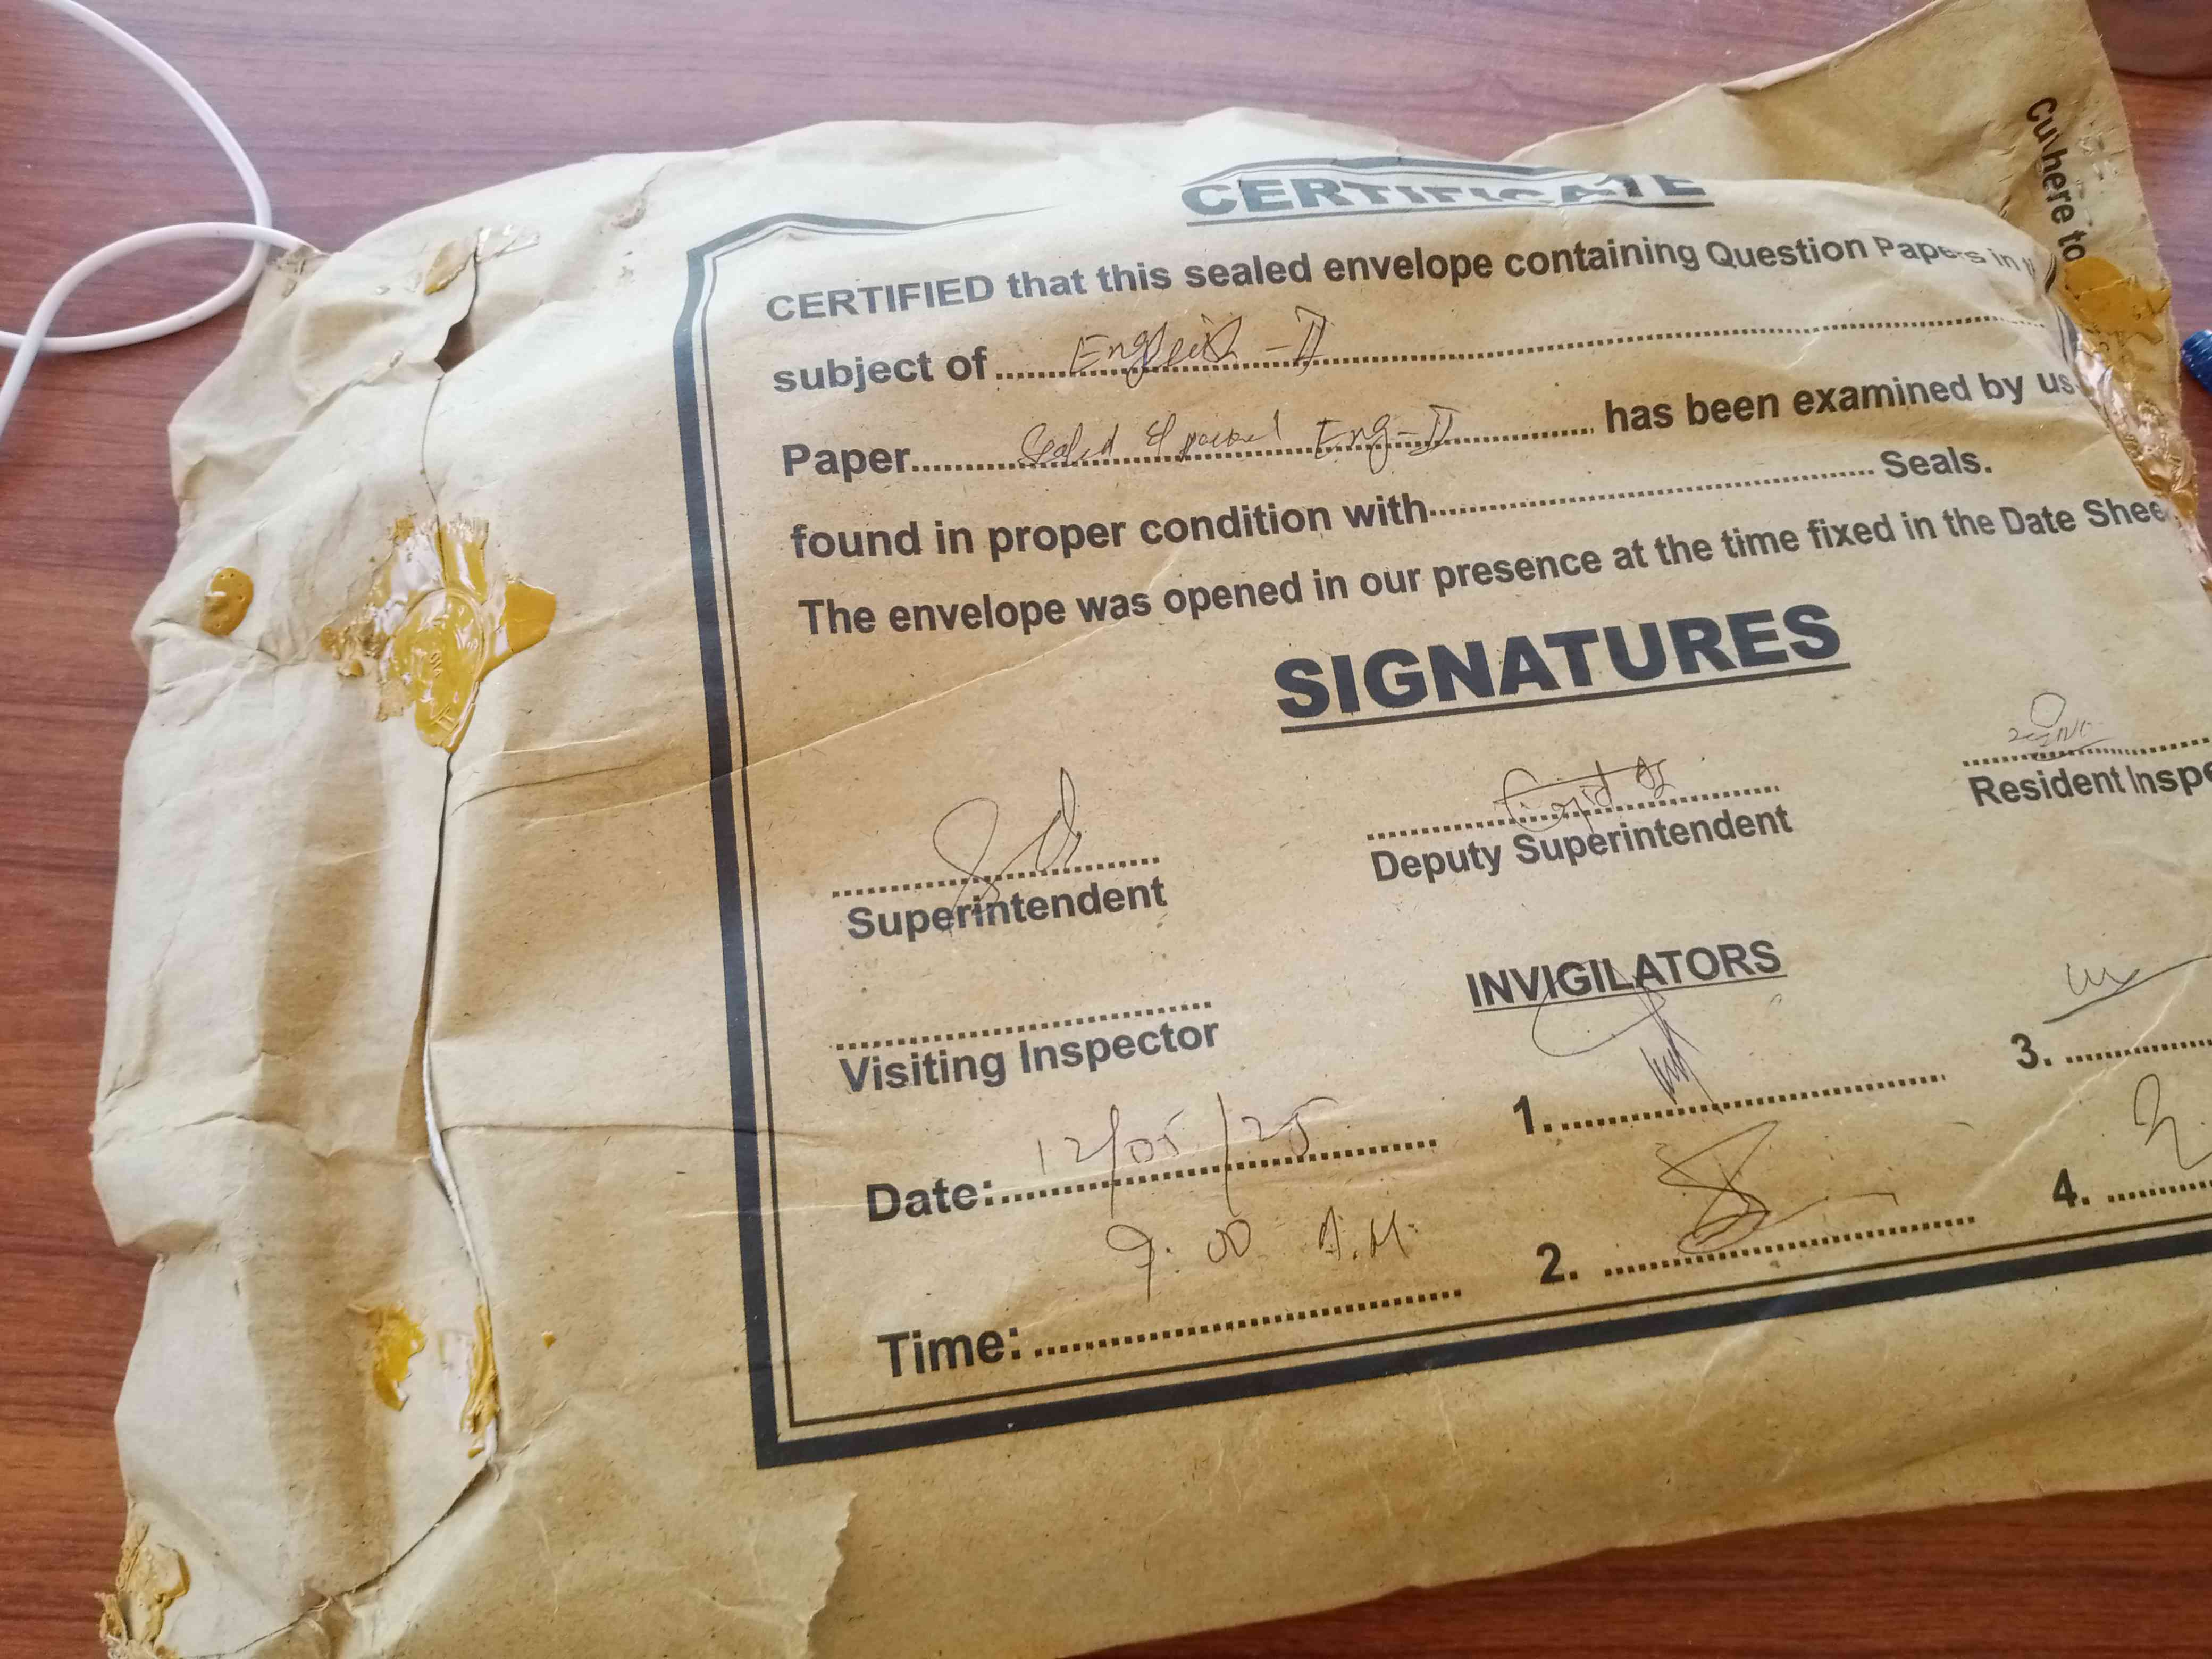 Cut here to
CERTIFICATE
CERTIFIED that this sealed envelope containing Question Papers in
subject of English - II
Paper Sealed Eng - II has been examined by us
found in proper condition with Seals.
The envelope was opened in our presence at the time fixed in the Date Shee
SIGNATURES
Superintendent
Deputy Superintendent
Resident Inspe
Visiting Inspector
INVIGILATORS
Date: 12/05/25
1.
3.
Time: 9:00 A.M.
2.
4.